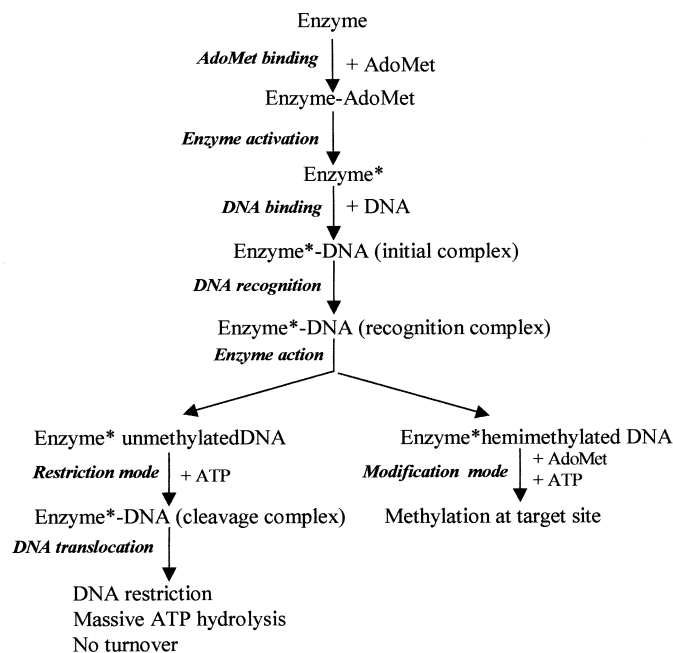 Enzyme
AdoMet binding + AdoMet
Enzyme-AdoMet
Enzyme activation
Enzyme*
DNA binding + DNA
Enzyme*-DNA (initial complex)
DNA recognition
Enzyme*-DNA (recognition complex)
Enzyme action
Enzyme* unmethylatedDNA
Restriction mode + ATP
Enzyme*-DNA (cleavage complex)
DNA translocation
DNA restriction
Massive ATP hydrolysis
No turnover
Enzyme*hemimethylated DNA
+ AdoMet
Modification mode + ATP
Methylation at target site